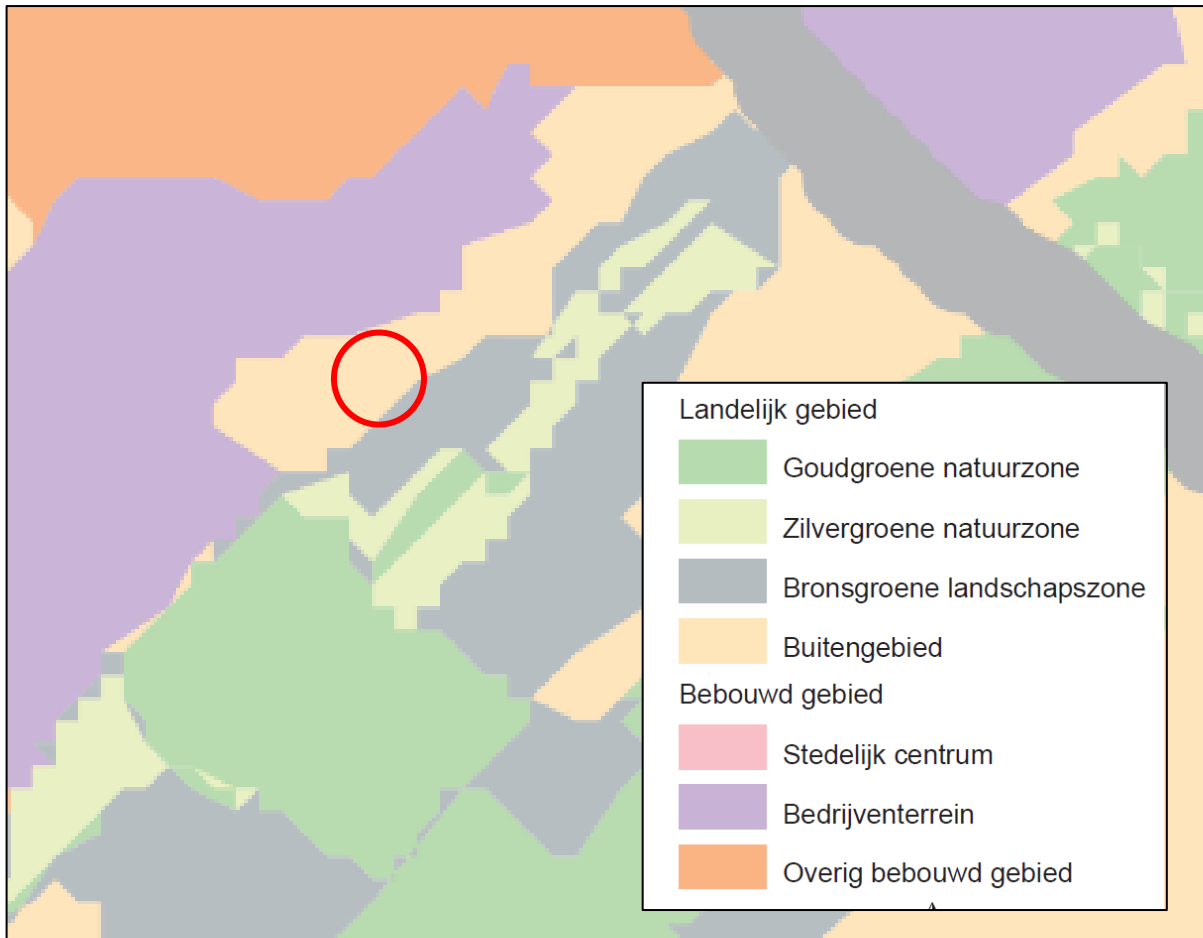 Landelijk gebied
Goudgroene natuurzone
Zilvergroene natuurzone
Bronsgroene landschapszone
Buitengebied
Bebouwd gebied
Stedelijk centrum
Bedrijventerrein
Overig bebouwd gebied